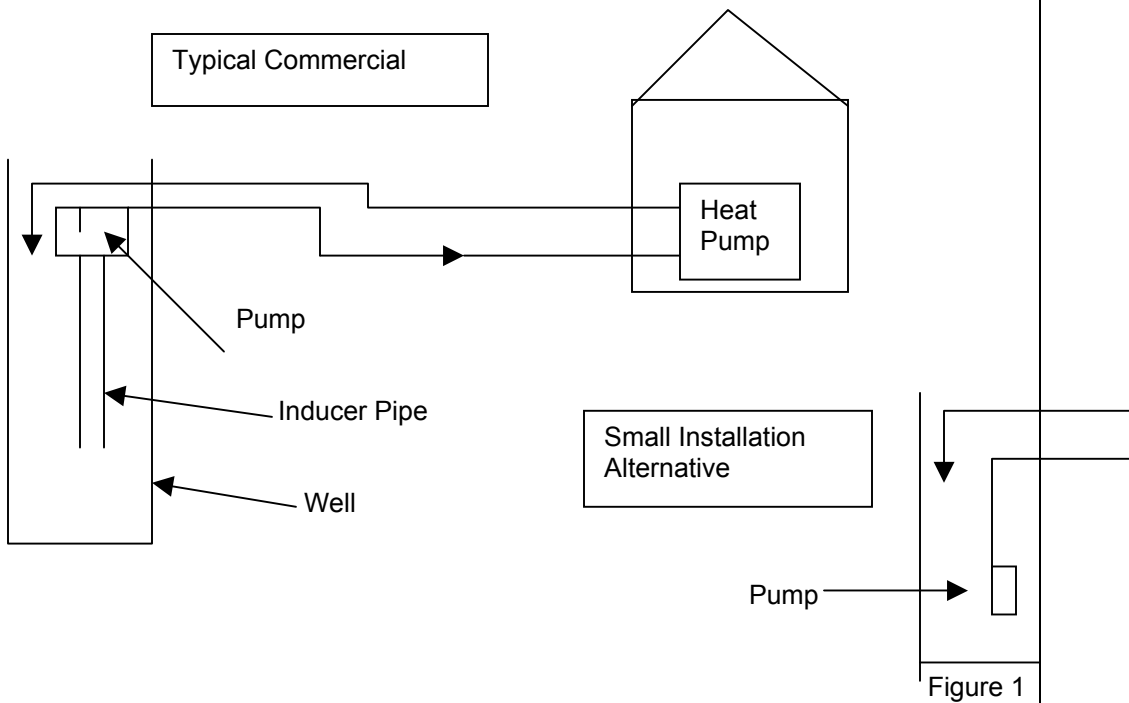 Typical Commercial
Heat
Pump
Pump
Inducer Pipe
Well
Small Installation
Alternative
Pump
Figure 1